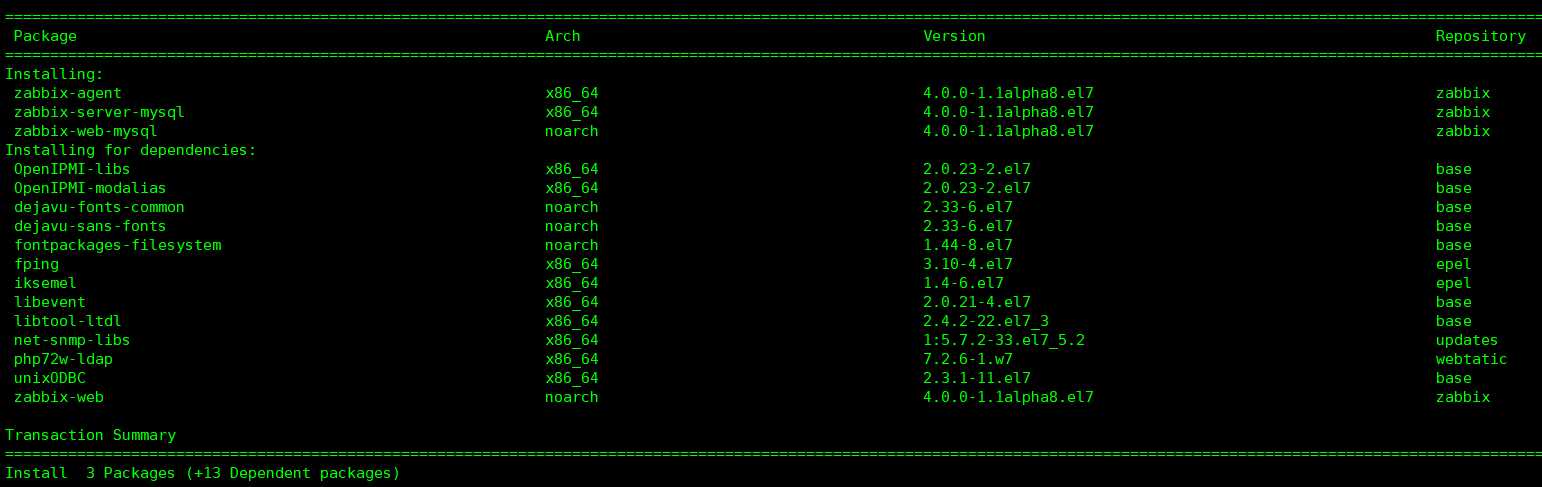 ================================================================================
Package Arch Version Repository
================================================================================
Installing:
zabbix-agent x86_64 4.0.0-1.1alpha8.el7 zabbix
zabbix-server-mysql x86_64 4.0.0-1.1alpha8.el7 zabbix
zabbix-web-mysql noarch 4.0.0-1.1alpha8.el7 zabbix
Installing for dependencies:
OpenIPMI-libs x86_64 2.0.23-2.el7 base
OpenIPMI-modalias x86_64 2.0.23-2.el7 base
dejavu-fonts-common noarch 2.33-6.el7 base
dejavu-sans-fonts noarch 2.33-6.el7 base
fontpackages-filesystem noarch 1.44-8.el7 base
fping x86_64 3.10-4.el7 epel
iksemel x86_64 1.4-6.el7 epel
libevent x86_64 2.0.21-4.el7 base
libtool-ltdl x86_64 2.4.2-22.el7_3 base
net-snmp-libs x86_64 1:5.7.2-33.el7_5.2 updates
php72w-ldap x86_64 7.2.6-1.w7 webtatic
unixODBC x86_64 2.3.1-11.el7 base
zabbix-web noarch 4.0.0-1.1alpha8.el7 zabbix
Transaction Summary
================================================================================
Install 3 Packages (+13 Dependent packages)